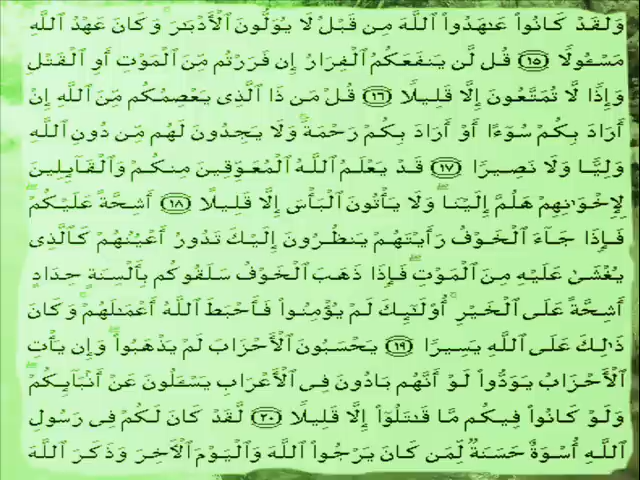 وَلَقَدْ كَانُوا۟ عَـٰهَدُوا۟ ٱللَّهَ مِن قَبْلُ لَا يُوَلُّونَ ٱلْأَدْبَـٰرَ وَكَانَ عَهْدُ ٱللَّهِ
مَسْـُٔولًا ١٥ قُل لَّن يَنفَعَكُمُ ٱلْفِرَارُ إِن فَرَرْتُم مِّنَ ٱلْمَوْتِ أَوِ ٱلْقَتْلِ
وَإِذًا لَّا تُمَتَّعُونَ إِلَّا قَلِيلًا ١٦ قُلْ مَن ذَا ٱلَّذِى يَعْصِمُكُم مِّنَ ٱللَّهِ إِنْ
أَرَادَ بِكُمْ سُوٓءًا أَوْ أَرَادَ بِكُمْ رَحْمَةً ۚ وَلَا يَجِدُونَ لَهُم مِّن دُونِ ٱللَّهِ
وَلِيًّا وَلَا نَصِيرًا ١٧ قَدْ يَعْلَمُ ٱللَّهُ ٱلْمُعَوِّقِينَ مِنكُمْ وَٱلْقَآئِلِينَ
لِإِخْوَٰنِهِمْ هَلُمَّ إِلَيْنَا ۖ وَلَا يَأْتُونَ ٱلْبَأْسَ إِلَّا قَلِيلًا ١٨ أَشِحَّةً عَلَيْكُمْ ۖ
فَإِذَا جَآءَ ٱلْخَوْفُ رَأَيْتَهُمْ يَنظُرُونَ إِلَيْكَ تَدُورُ أَعْيُنُهُمْ كَٱلَّذِى
يُغْشَىٰ عَلَيْهِ مِنَ ٱلْمَوْتِ ۖ فَإِذَا ذَهَبَ ٱلْخَوْفُ سَلَقُوكُم بِأَلْسِنَةٍ حِدَادٍ
أَشِحَّةً عَلَى ٱلْخَيْرِ ۚ أُو۟لَـٰٓئِكَ لَمْ يُؤْمِنُوا۟ فَأَحْبَطَ ٱللَّهُ أَعْمَـٰلَهُمْ ۚ وَكَانَ
ذَٰلِكَ عَلَى ٱللَّهِ يَسِيرًا ١٩ يَحْسَبُونَ ٱلْأَحْزَابَ لَمْ يَذْهَبُوا۟ ۖ وَإِن يَأْتِ
ٱلْأَحْزَابُ يَوَدُّوا۟ لَوْ أَنَّهُم بَادُونَ فِى ٱلْأَعْرَابِ يَسْـَٔلُونَ عَنْ أَنۢبَآئِكُمْ ۖ
وَلَوْ كَانُوا۟ فِيكُم مَّا قَـٰتَلُوٓا۟ إِلَّا قَلِيلًا ٢٠ لَّقَدْ كَانَ لَكُمْ فِى رَسُولِ
ٱللَّهِ أُسْوَةٌ حَسَنَةٌ لِّمَن كَانَ يَرْجُوا۟ ٱللَّهَ وَٱلْيَوْمَ ٱلْـَٔاخِرَ وَذَكَرَ ٱللَّهَ